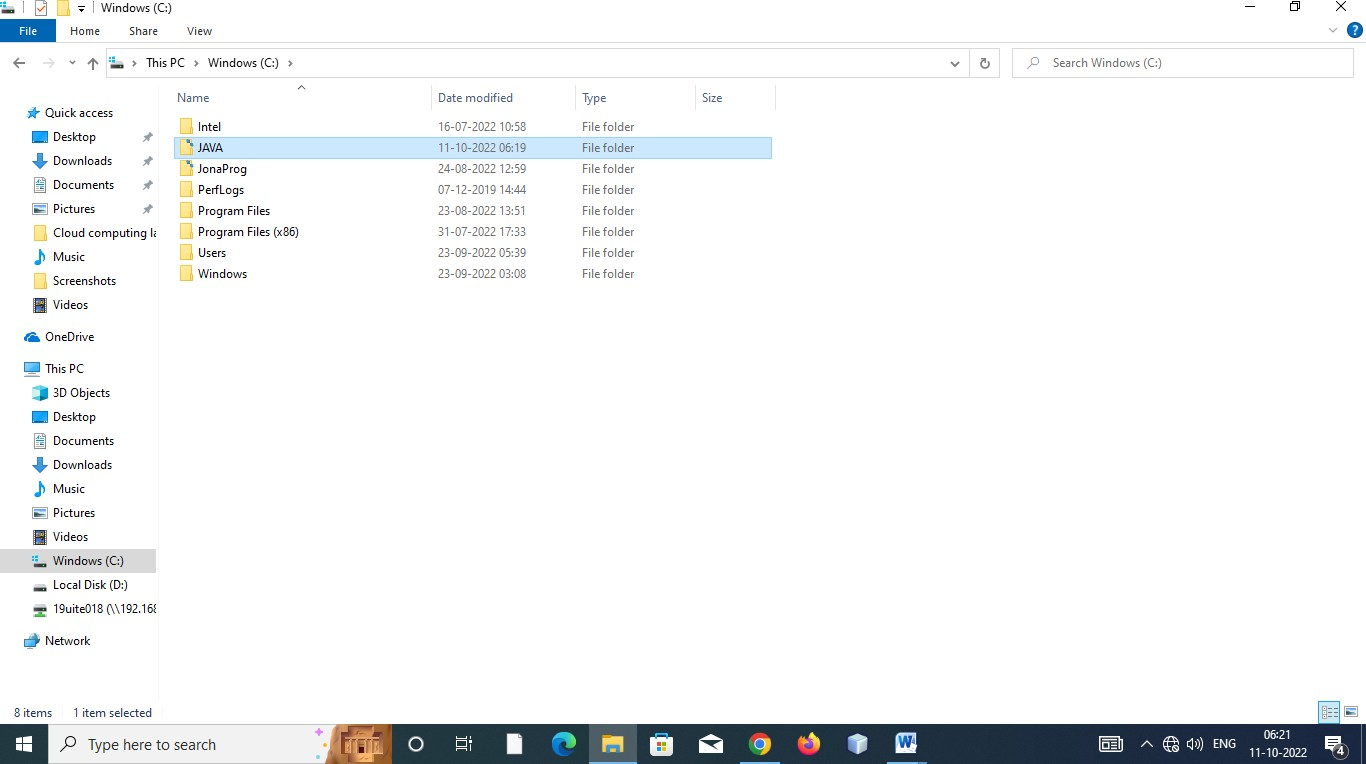 Windows (C:)
File Home Share View
This PC Windows (C:)
Search Windows (C:)
Name Date modified Type Size
Quick access
Desktop
Downloads
Documents
Pictures
Cloud computing la
Music
Screenshots
Videos
OneDrive
This PC
3D Objects
Desktop
Documents
Downloads
Music
Pictures
Videos
Windows (C:)
Local Disk (D:)
19uite018 (\\192.168
Network
Intel 16-07-2022 10:58 File folder
JAVA 11-10-2022 06:19 File folder
JonaProg 24-08-2022 12:59 File folder
PerfLogs 07-12-2019 14:44 File folder
Program Files 23-08-2022 13:51 File folder
Program Files (x86) 31-07-2022 17:33 File folder
Users 23-09-2022 05:39 File folder
Windows 23-09-2022 03:08 File folder
8 items 1 item selected
Type here to search
ENG
06:21
11-10-2022
4